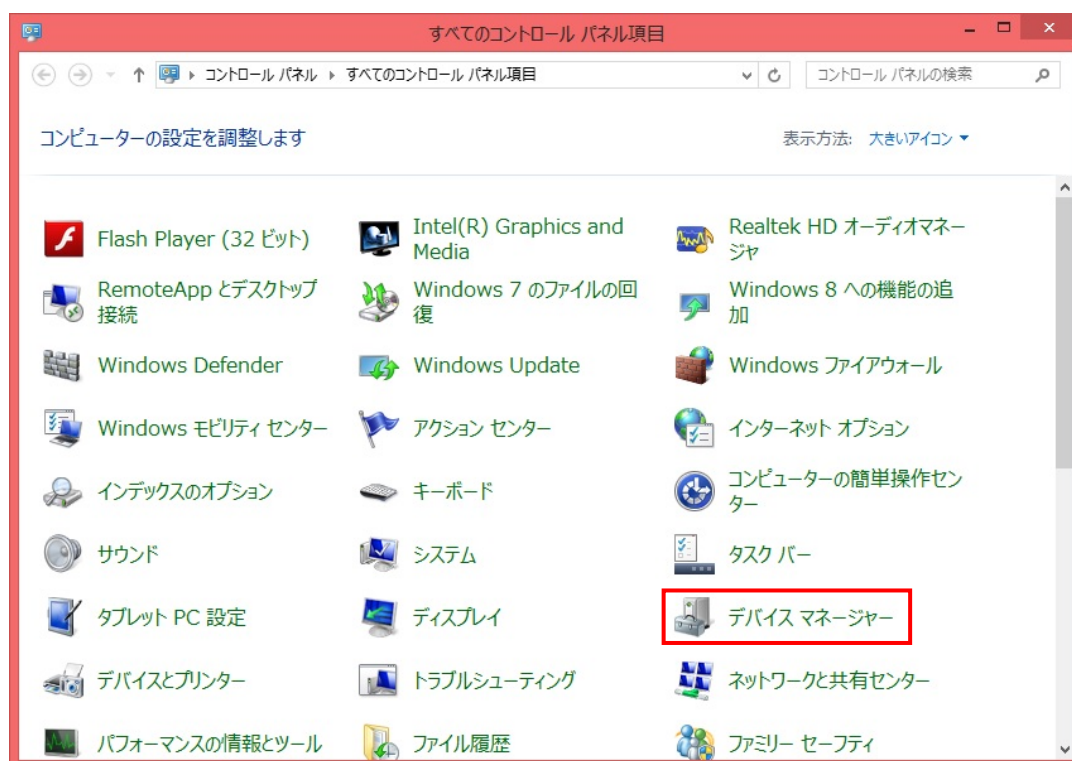 すべてのコントロール パネル項目
コントロール パネル ▸ すべてのコントロール パネル項目
コントロール パネルの検索
コンピューターの設定を調整します
表示方法: 大きいアイコン
Flash Player (32 ビット)
Intel(R) Graphics and
Media
Realtek HD オーディオマネー
ジャ
RemoteApp とデスクトップ
接続
Windows 7 のファイルの回
復
Windows 8 への機能の追
加
Windows Defender
Windows Update
Windows ファイアウォール
Windows モビリティ センター
アクション センター
インターネット オプション
インデックスのオプション
キーボード
コンピューターの簡単操作セン
ター
サウンド
システム
タスク バー
タブレット PC 設定
ディスプレイ
デバイス マネージャー
デバイスとプリンター
トラブルシューティング
ネットワークと共有センター
パフォーマンスの情報とツール
ファイル履歴
ファミリー セーフティ